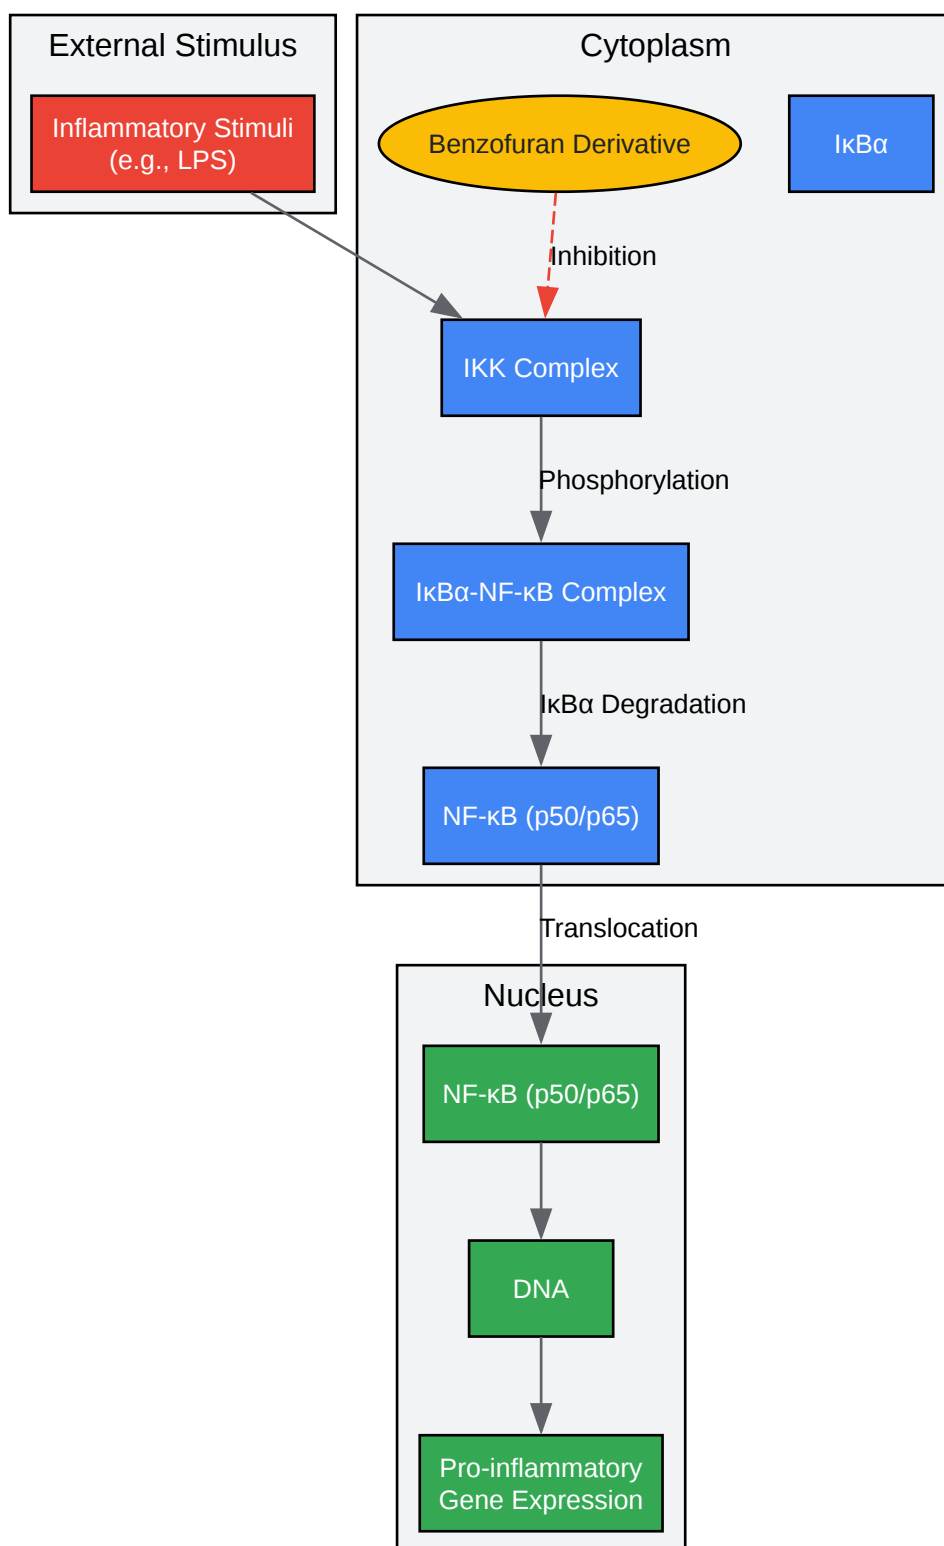 External Stimulus
Inflammatory Stimuli
(e.g., LPS)
Cytoplasm
Benzofuran Derivative
IκBα
Inhibition
IKK Complex
Phosphorylation
IκBα-NF-κB Complex
IκBα Degradation
NF-κB (p50/p65)
Translocation
Nucleus
NF-κB (p50/p65)
DNA
Pro-inflammatory
Gene Expression